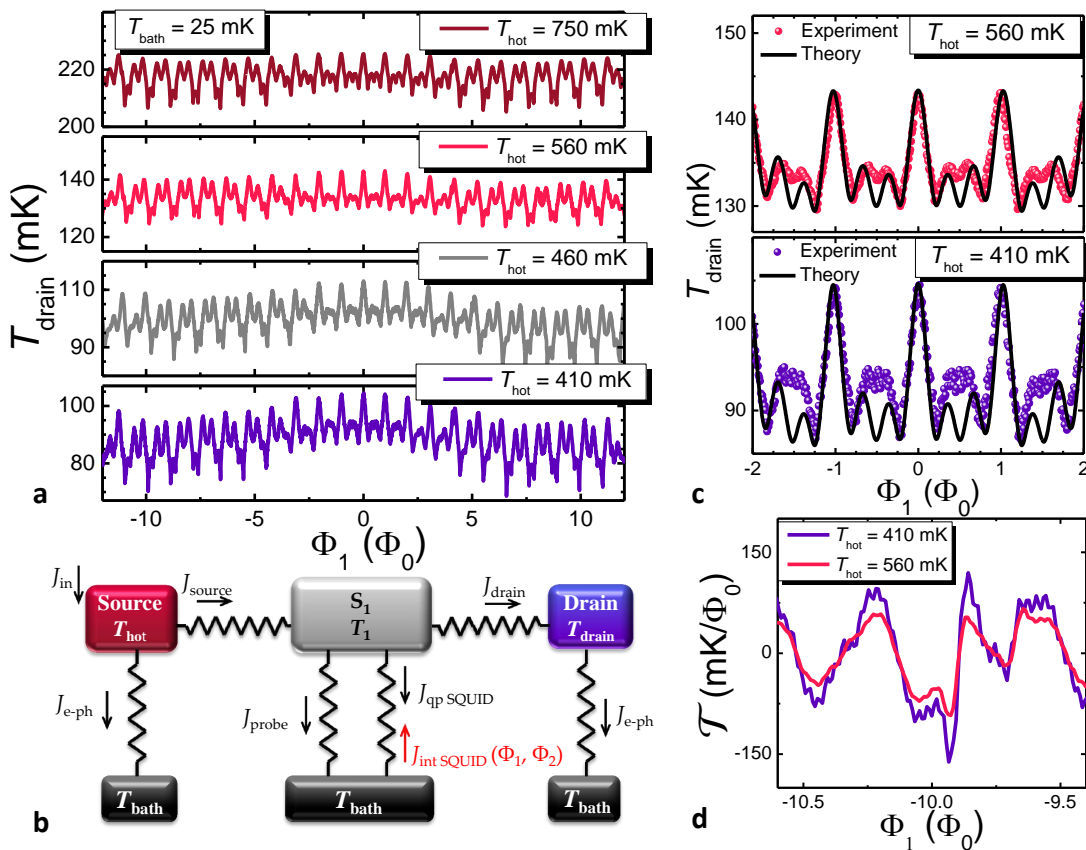 T_bath = 25 mK
T_hot = 750 mK
220
200
T_hot = 560 mK
140
120
T_hot = 460 mK
110
90
T_hot = 410 mK
100
80
T_drain (mK)
-10
-5
0
5
10
Φ_1 (Φ_0)
a
152
Experiment
Theory
T_hot = 560 mK
142
130
Experiment
Theory
T_hot = 410 mK
100
90
T_drain (mK)
-2
-1
0
1
2
Φ_1 (Φ_0)
c
J_in
Source
T_hot
J_source
S_1
T_1
J_drain
Drain
T_drain
J_e-ph
J_probe
J_qp SQUID
J_int SQUID (Φ_1, Φ_2)
J_e-ph
T_bath
T_bath
T_bath
b
T_hot = 410 mK
T_hot = 560 mK
150
0
-150
𝒯 (mK/Φ_0)
-10.5
-10.0
-9.5
Φ_1 (Φ_0)
d